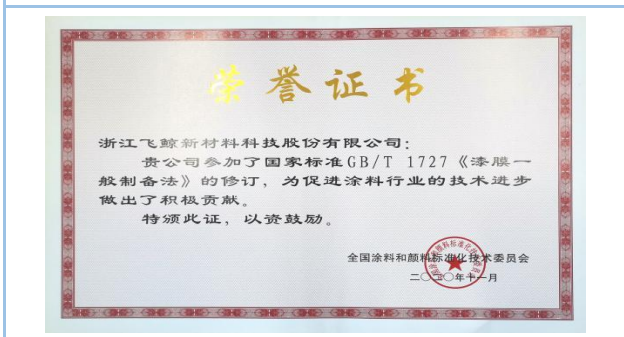 荣誉证书
浙江飞鲸新材料科技股份有限公司：
贵公司参加了国家标准GB/T 1727《漆膜一
般制备法》的修订，为促进涂料行业的技术进步
做出了积极贡献。
特颁此证，以资鼓励。
全国涂料和颜料标准化技术委员会
二〇二〇年十一月